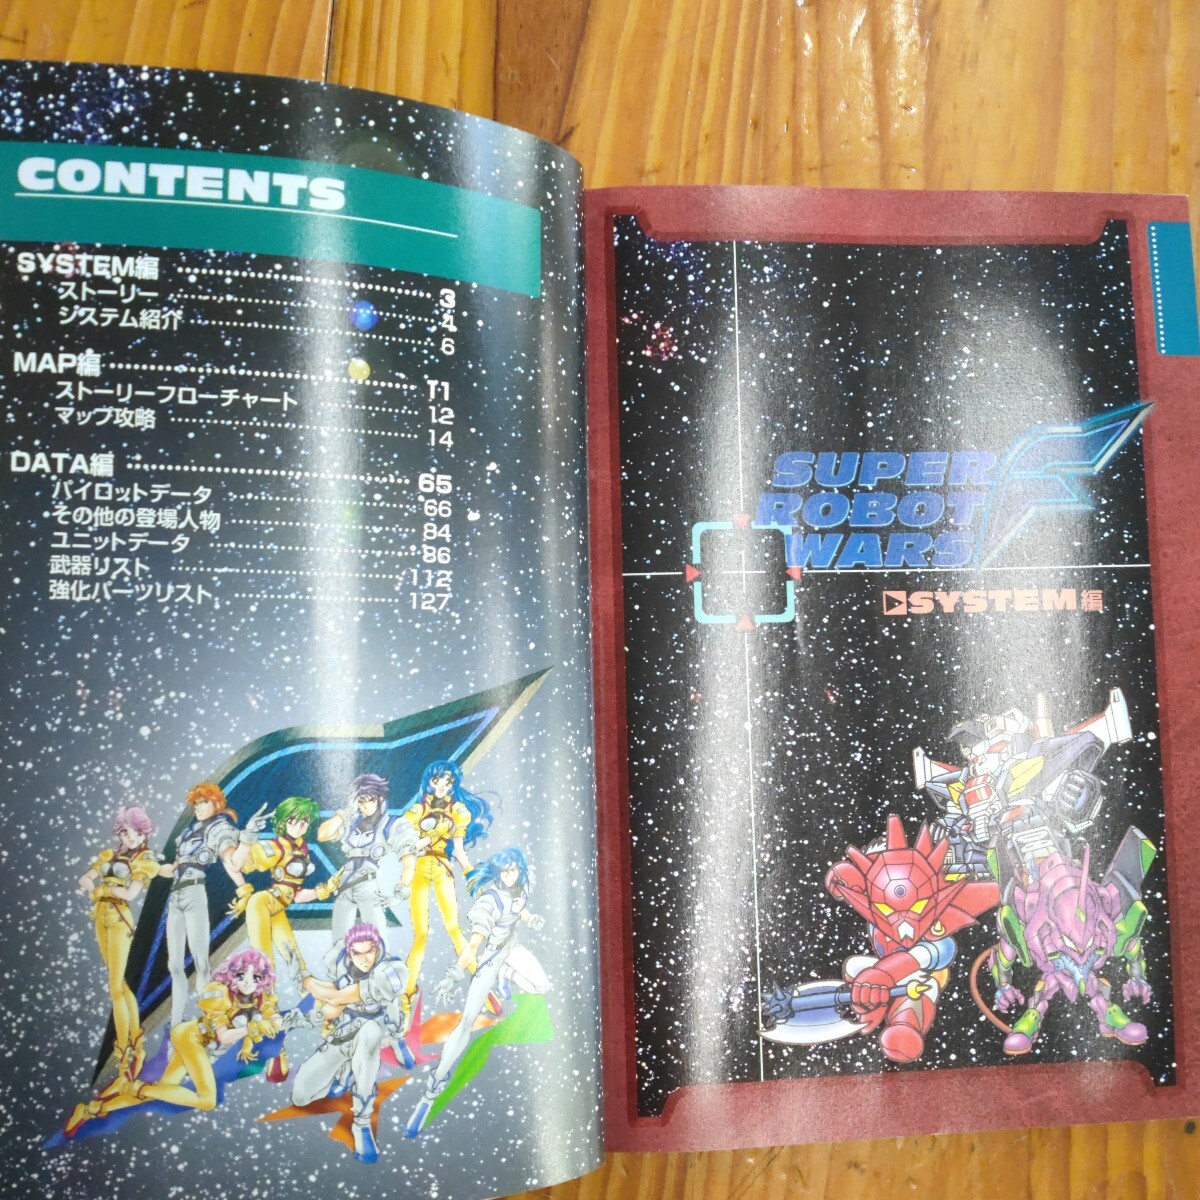 CONTENTS
SYSTEM編 3
ストーリー 4
システム紹介 6
MAP編 11
ストーリーフローチャート 12
マップ攻略 14
DATA編 65
パイロットデータ 66
その他の登場人物 84
ユニットデータ 86
武器リスト 112
強化パーツリスト 127
SUPER
ROBOT
WARS
F
SYSTEM編